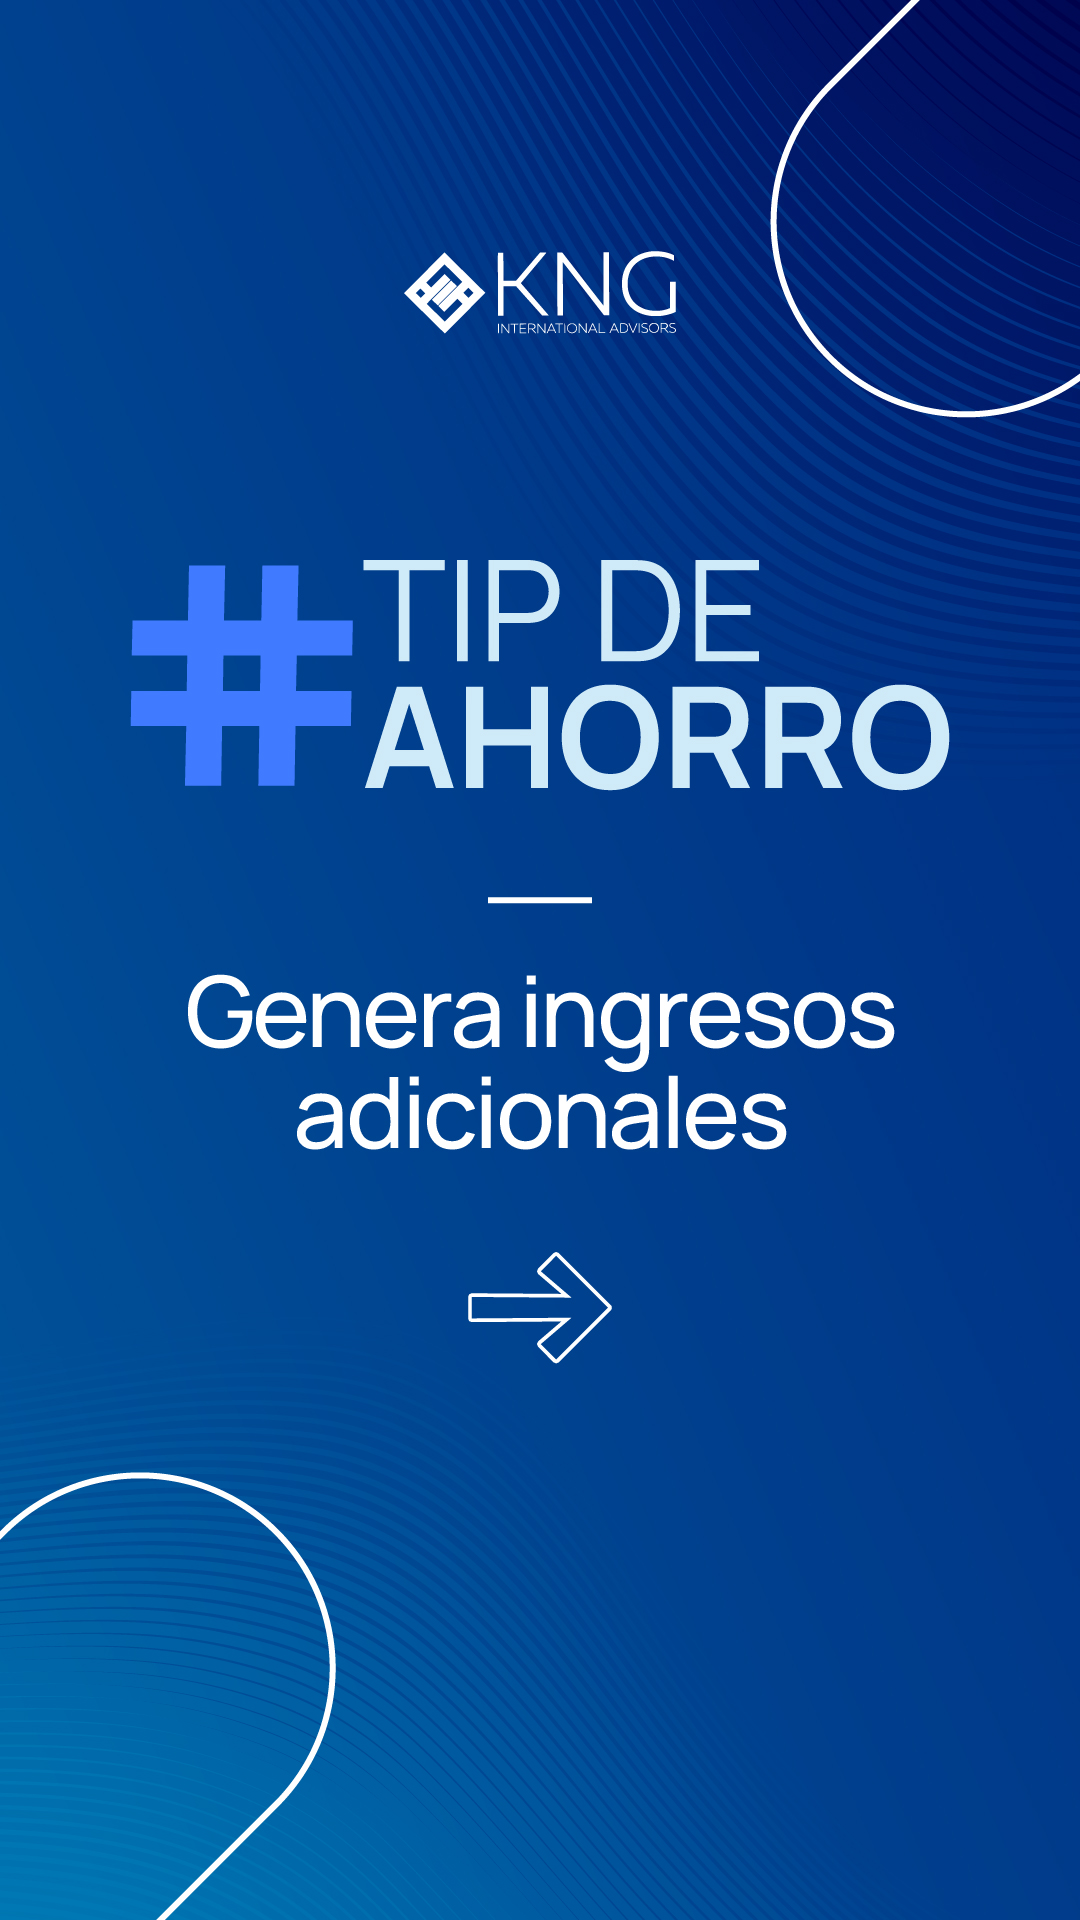 KNG
INTERNATIONAL ADVISORS
#TIP DE
AHORRO
Genera ingresos
adicionales